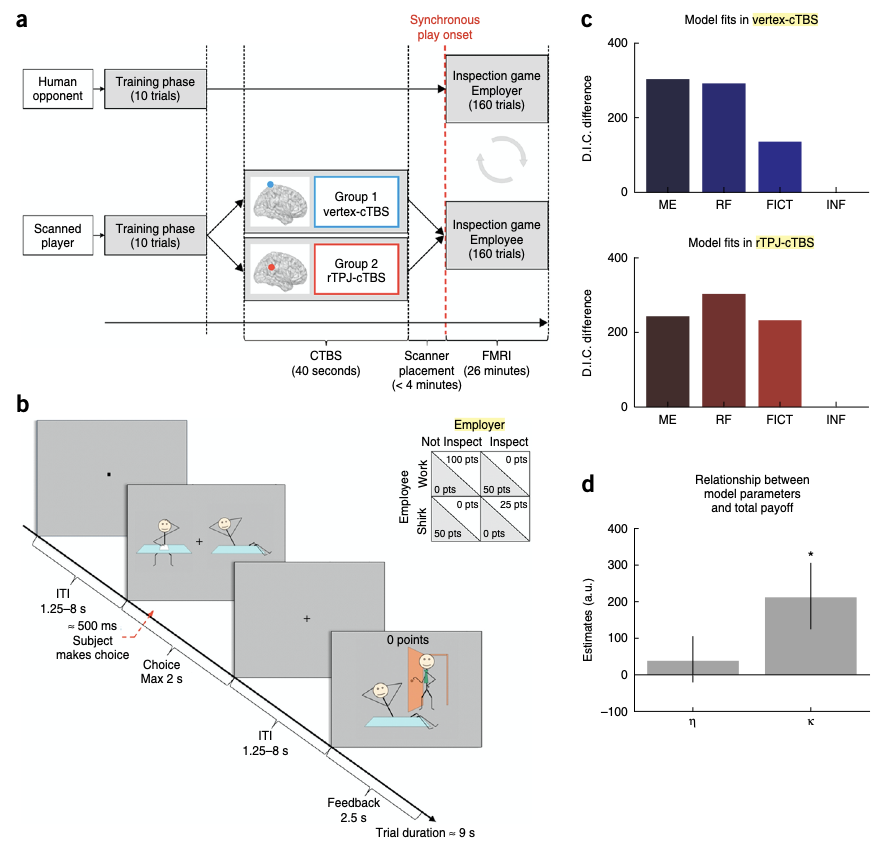 a
Synchronous
play onset
Human
opponent
Training phase
(10 trials)
Inspection game
Employer
(160 trials)
Group 1
vertex-cTBS
Scanned
player
Training phase
(10 trials)
Group 2
rTPJ-cTBS
Inspection game
Employee
(160 trials)
CTBS
(40 seconds)
Scanner
placement
(< 4 minutes)
FMRI
(26 minutes)
b
Employer
Not Inspect Inspect
Employee
Work
Shirk
100 pts
0 pts
0 pts
50 pts
0 pts
50 pts
25 pts
0 pts
+
+
0 points
ITI
1.25–8 s
≈ 500 ms
Subject
makes choice
Choice
Max 2 s
ITI
1.25–8 s
Feedback
2.5 s
Trial duration ≈ 9 s
c
Model fits in vertex-cTBS
D.I.C. difference
400
200
0
ME RF FICT INF
Model fits in rTPJ-cTBS
D.I.C. difference
400
200
0
ME RF FICT INF
d
Relationship between
model parameters
and total payoff
Estimates (a.u.)
400
300
200
100
0
–100
*
η κ